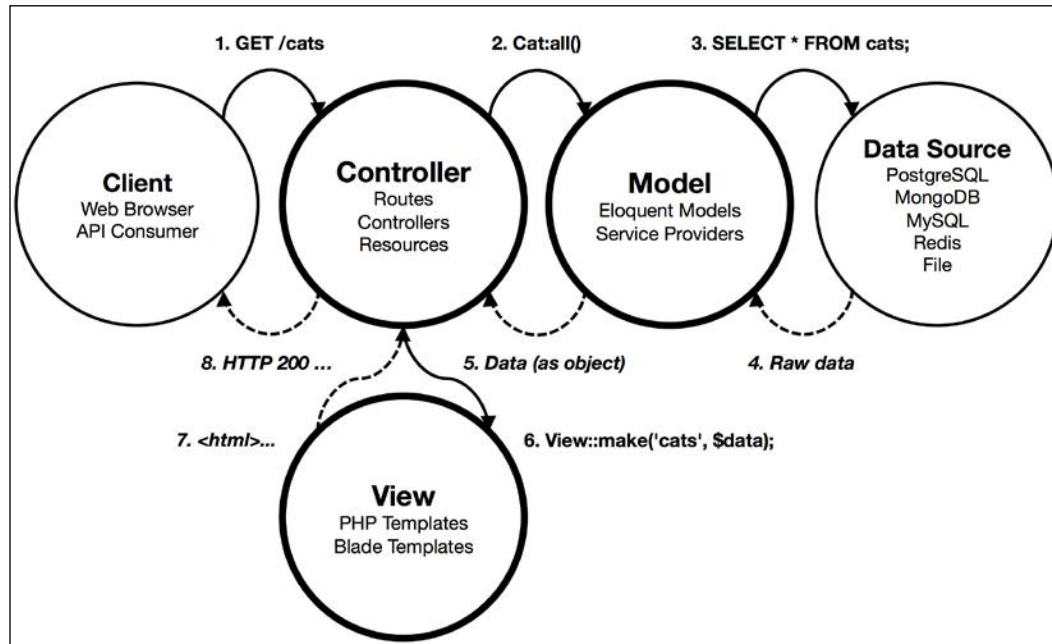 1. GET /cats
2. Cat:all()
3. SELECT * FROM cats;
Client
Web Browser
API Consumer
Controller
Routes
Controllers
Resources
Model
Eloquent Models
Service Providers
Data Source
PostgreSQL
MongoDB
MySQL
Redis
File
8. HTTP 200 ...
5. Data (as object)
4. Raw data
7. <html>...
6. View::make('cats', $data);
View
PHP Templates
Blade Templates